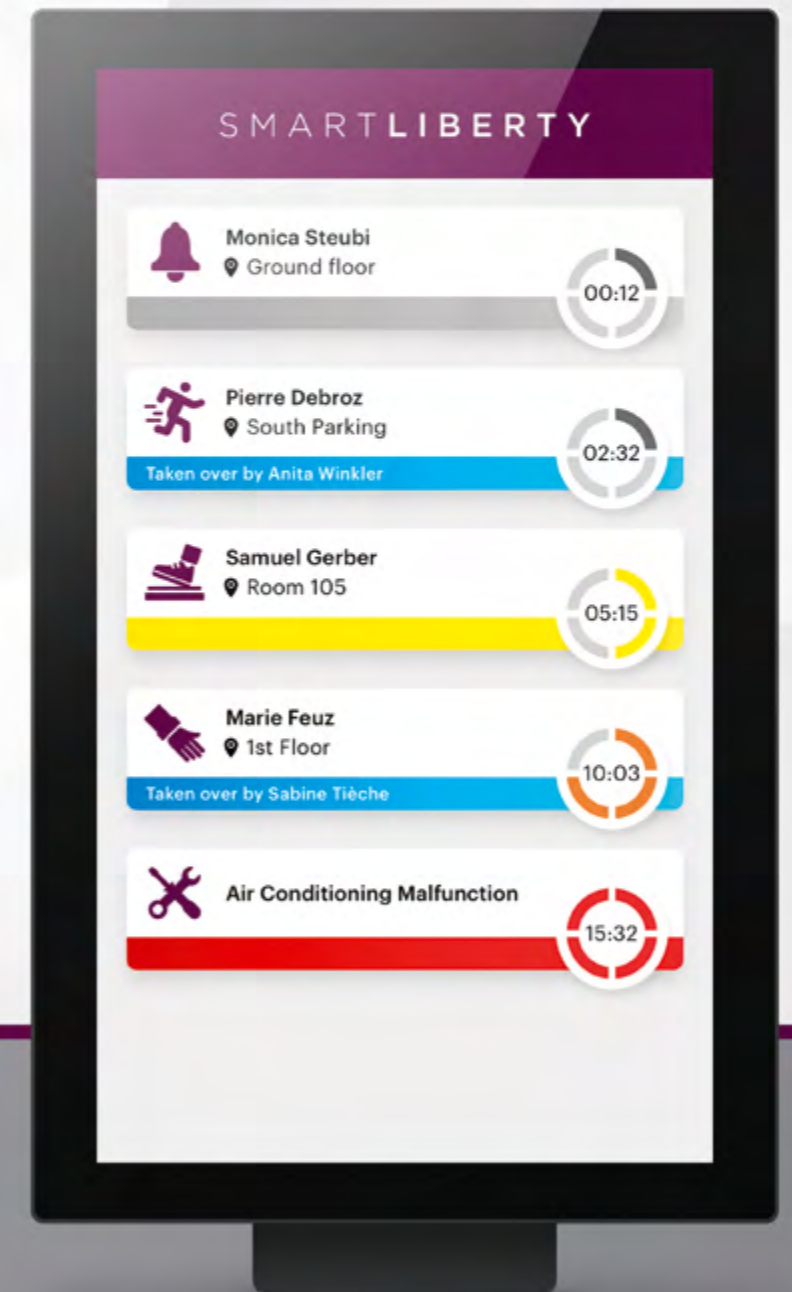 SMARTLIBERTY
Monica Steubi
Ground floor
00:12
Pierre Debroz
South Parking
02:32
Taken over by Anita Winkler
Samuel Gerber
Room 105
05:15
Marie Feuz
1st Floor
10:03
Taken over by Sabine Tièche
Air Conditioning Malfunction
15:32